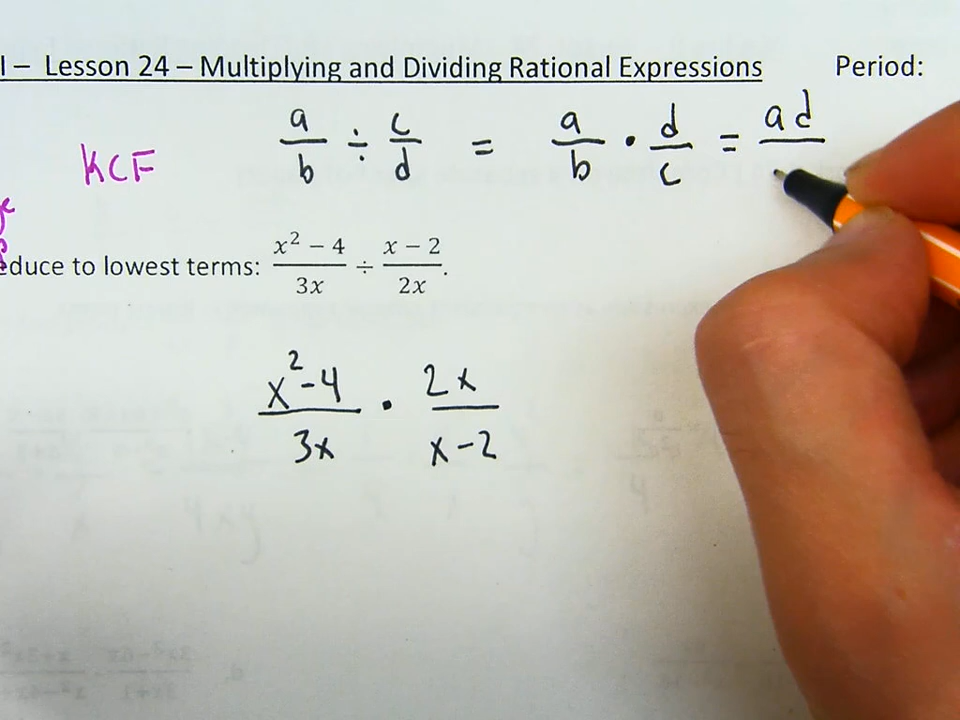 I – Lesson 24 – Multiplying and Dividing Rational Expressions Period:
KCF a/b ÷ c/d = a/b · d/c = ad/
educe to lowest terms: (x² – 4)/(3x) ÷ (x – 2)/(2x).
(x²-4)/(3x) · (2x)/(x-2)